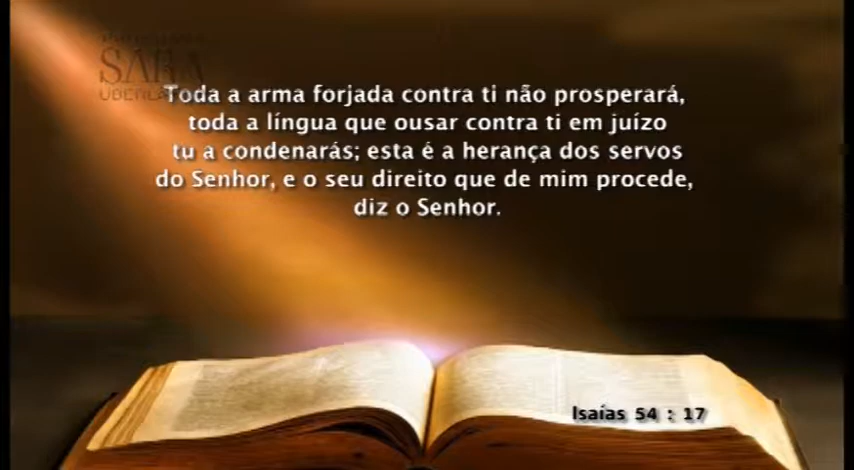 SARA
Toda a arma forjada contra ti não prosperará,
toda a língua que ousar contra ti em juízo
tu a condenarás; esta é a herança dos servos
do Senhor, e o seu direito que de mim procede,
diz o Senhor.
Isaías 54 : 17